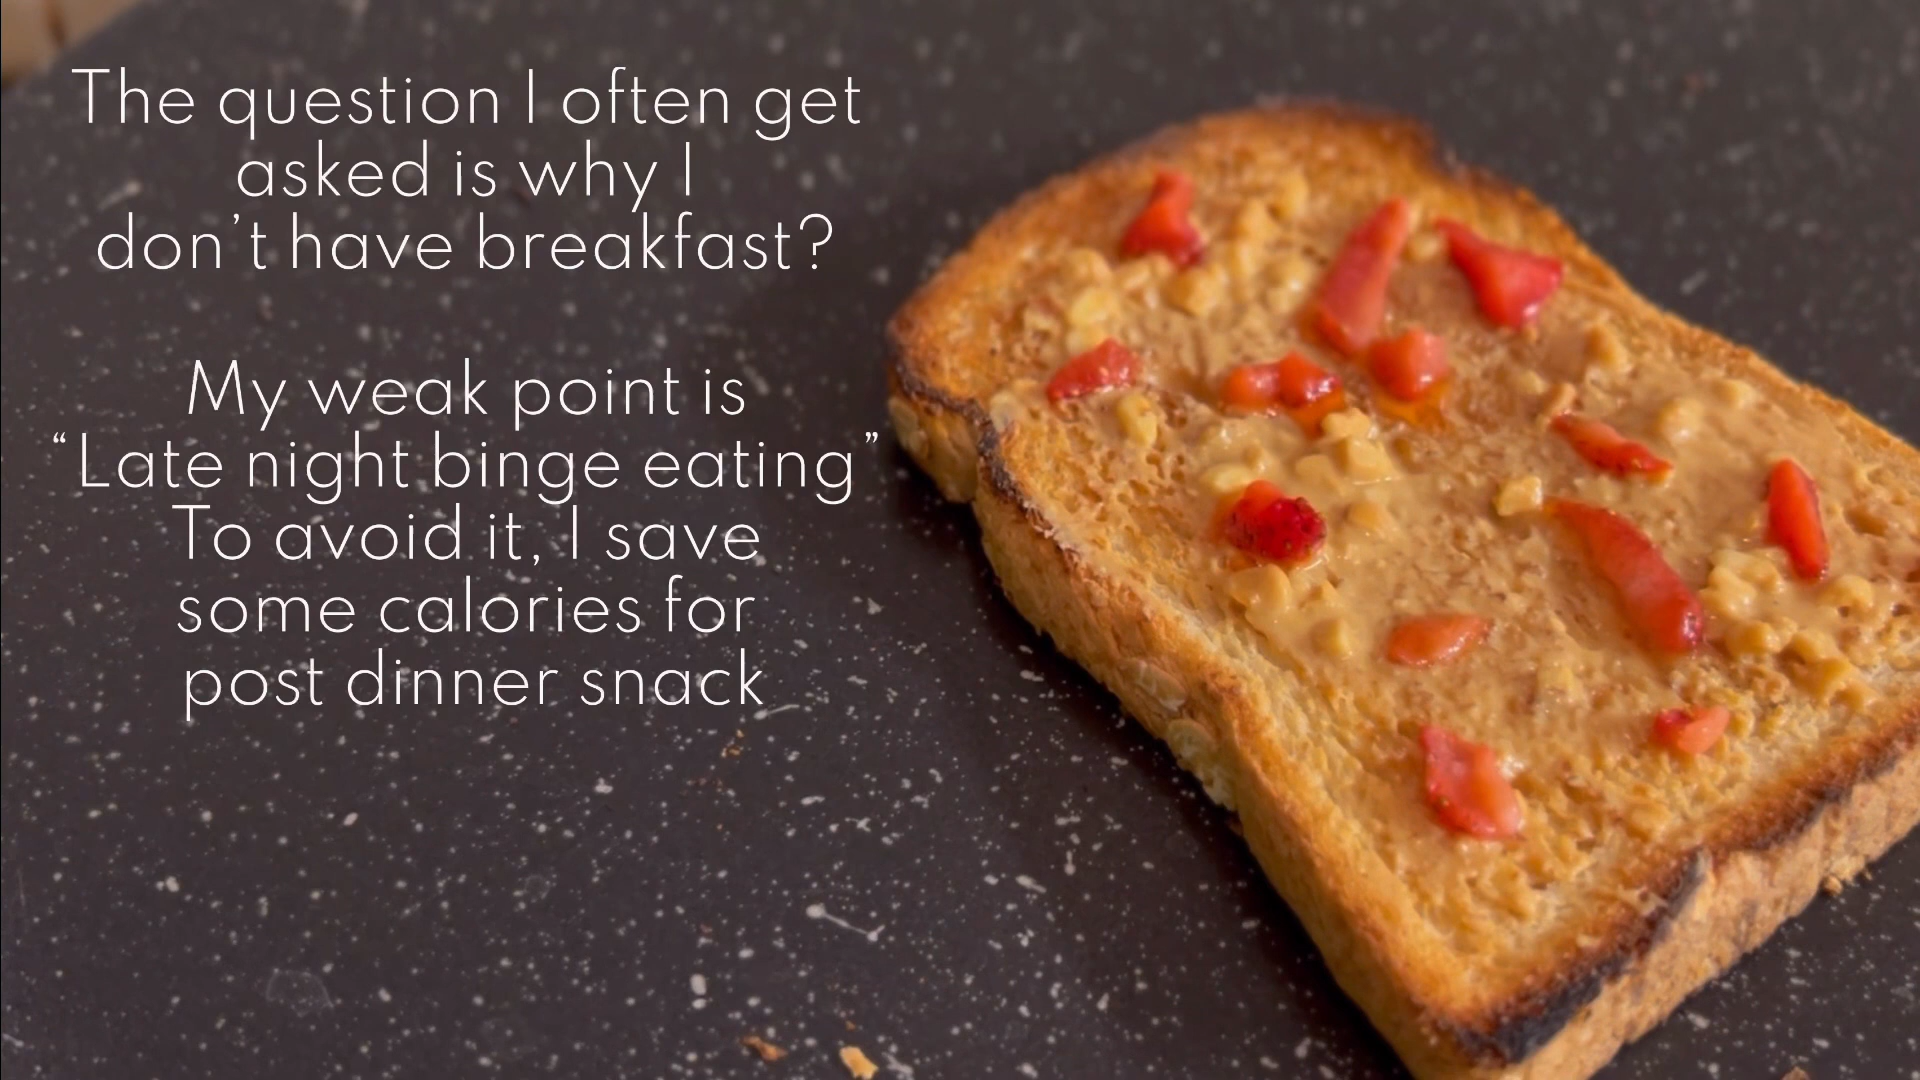 The question I often get
asked is why I
don't have breakfast?
My weak point is
“Late night binge eating”
To avoid it, I save
some calories for
post dinner snack